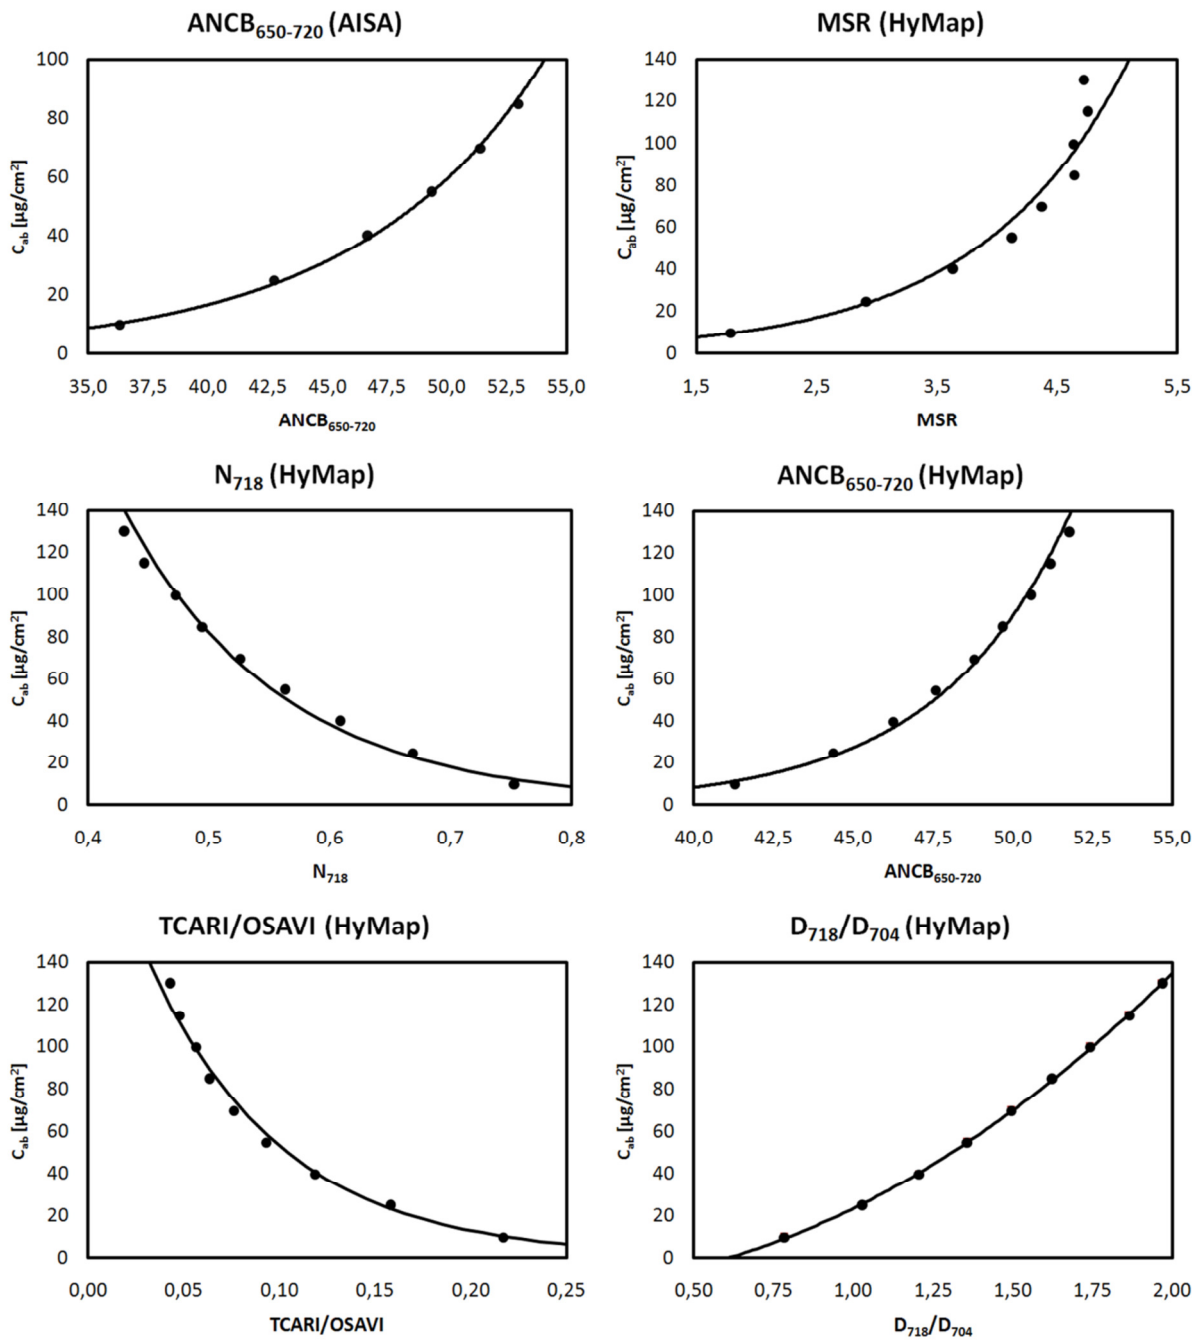 ANCB650-720 (AISA)
100
80
60
40
20
0
Cab [µg/cm2]
35,0 37,5 40,0 42,5 45,0 47,5 50,0 52,5 55,0
ANCB650-720
MSR (HyMap)
140
120
100
80
60
40
20
0
Cab [µg/cm2]
1,5 2,5 3,5 4,5 5,5
MSR
N718 (HyMap)
140
120
100
80
60
40
20
0
Cab [µg/cm2]
0,4 0,5 0,6 0,7 0,8
N718
ANCB650-720 (HyMap)
140
120
100
80
60
40
20
0
Cab [µg/cm2]
40,0 42,5 45,0 47,5 50,0 52,5 55,0
ANCB650-720
TCARI/OSAVI (HyMap)
140
120
100
80
60
40
20
0
Cab [µg/cm2]
0,00 0,05 0,10 0,15 0,20 0,25
TCARI/OSAVI
D718/D704 (HyMap)
140
120
100
80
60
40
20
0
Cab [µg/cm2]
0,50 0,75 1,00 1,25 1,50 1,75 2,00
D718/D704